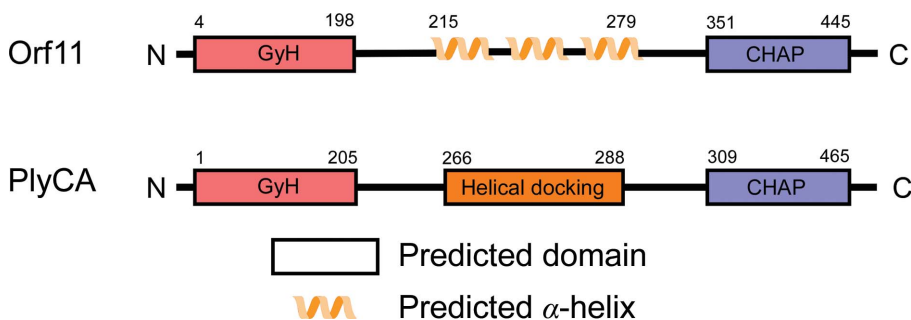 4 198 215 279 351 445
Orf11 N GyH CHAP C
1 205 266 288 309 465
PlyCA N GyH Helical docking CHAP C
Predicted domain
Predicted α-helix